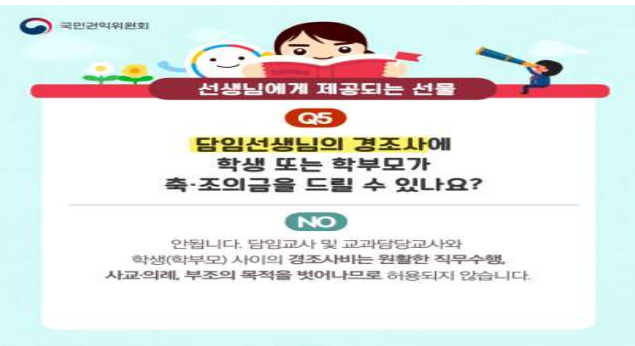 국민권익위원회
선생님에게 제공되는 선물
Q5
담임선생님의 경조사에
학생 또는 학부모가
축·조의금을 드릴 수 있나요?
NO
안됩니다. 담임교사 및 교과담당교사와
학생(학부모) 사이의 경조사비는 원활한 직무수행,
사교·의례, 부조의 목적을 벗어나므로 허용되지 않습니다.